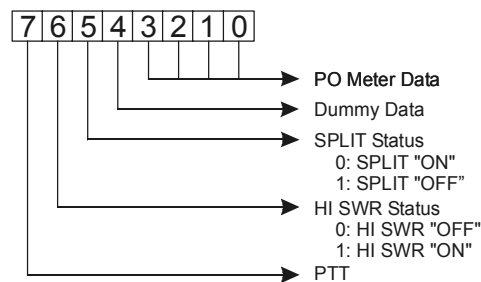 7 6 5 4 3 2 1 0
PO Meter Data
Dummy Data
SPLIT Status
0: SPLIT "ON"
1: SPLIT "OFF”
HI SWR Status
0: HI SWR "OFF"
1: HI SWR "ON"
PTT